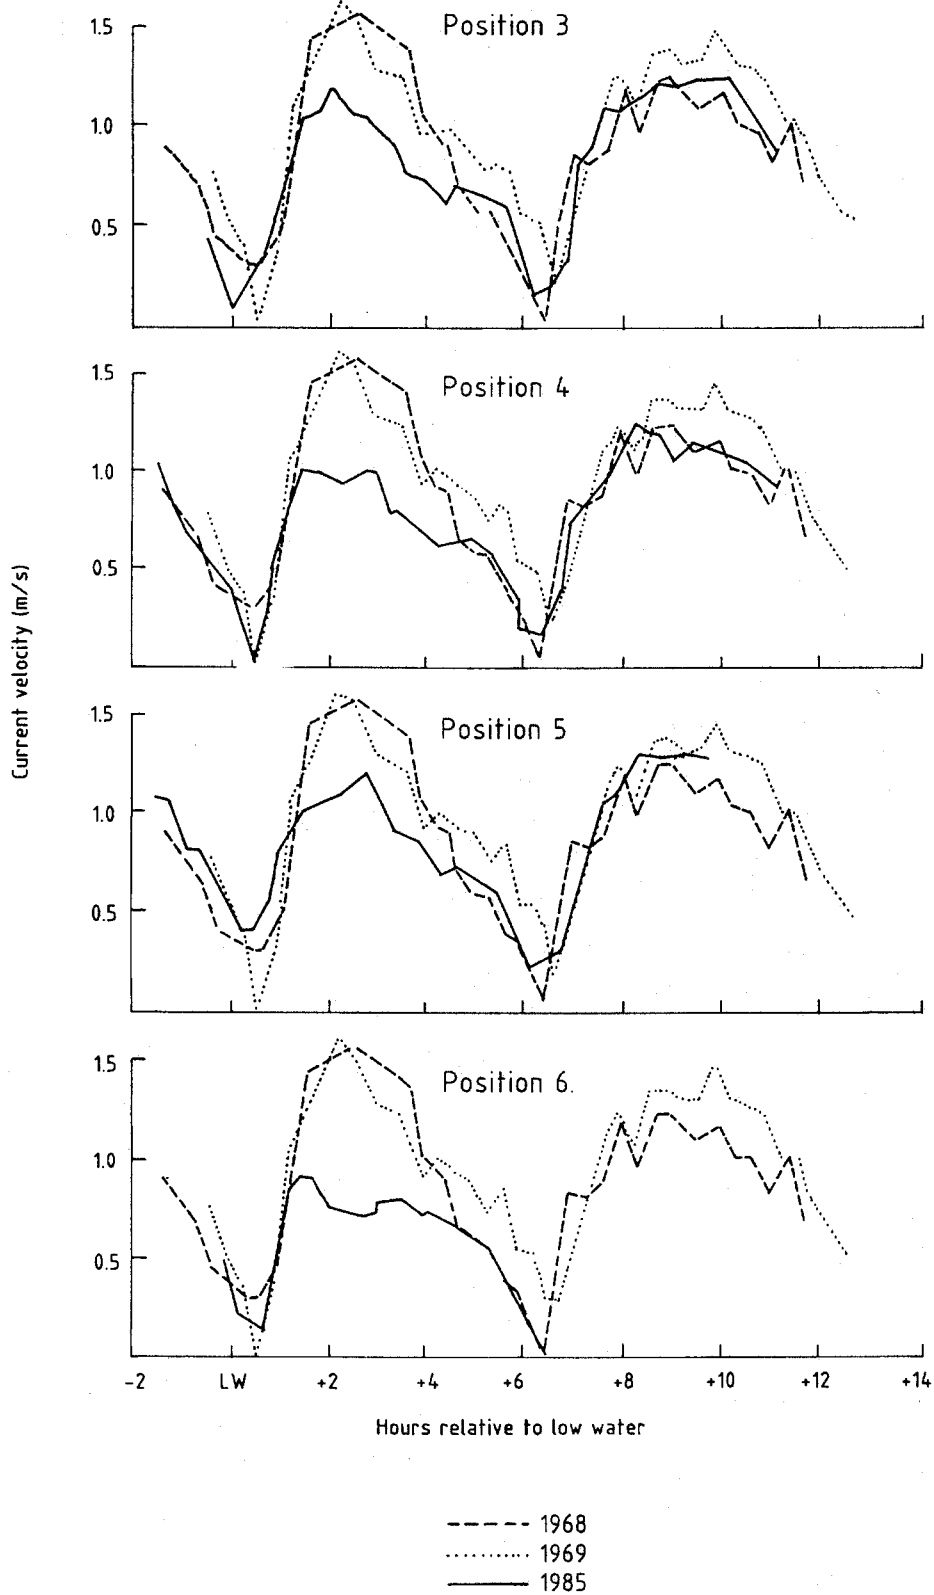 Position 3
1.5
1.0
0.5
Position 4
1.5
1.0
0.5
Current velocity (m/s)
Position 5
1.5
1.0
0.5
Position 6.
1.5
1.0
0.5
-2 LW +2 +4 +6 +8 +10 +12 +14
Hours relative to low water
1968
1969
1985